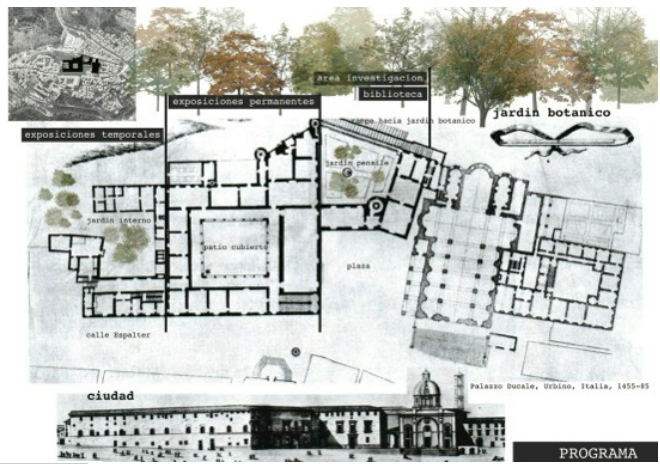 area investigacion
biblioteca
exposiciones permanentes
jardin botanico
rampa hacia jardin botanico
exposiciones temporales
jardin pensile
jardin interno
patio cubierto
plaza
calle Espalter
Palazzo Ducale, Urbino, Italia, 1455-85
ciudad
PROGRAMA